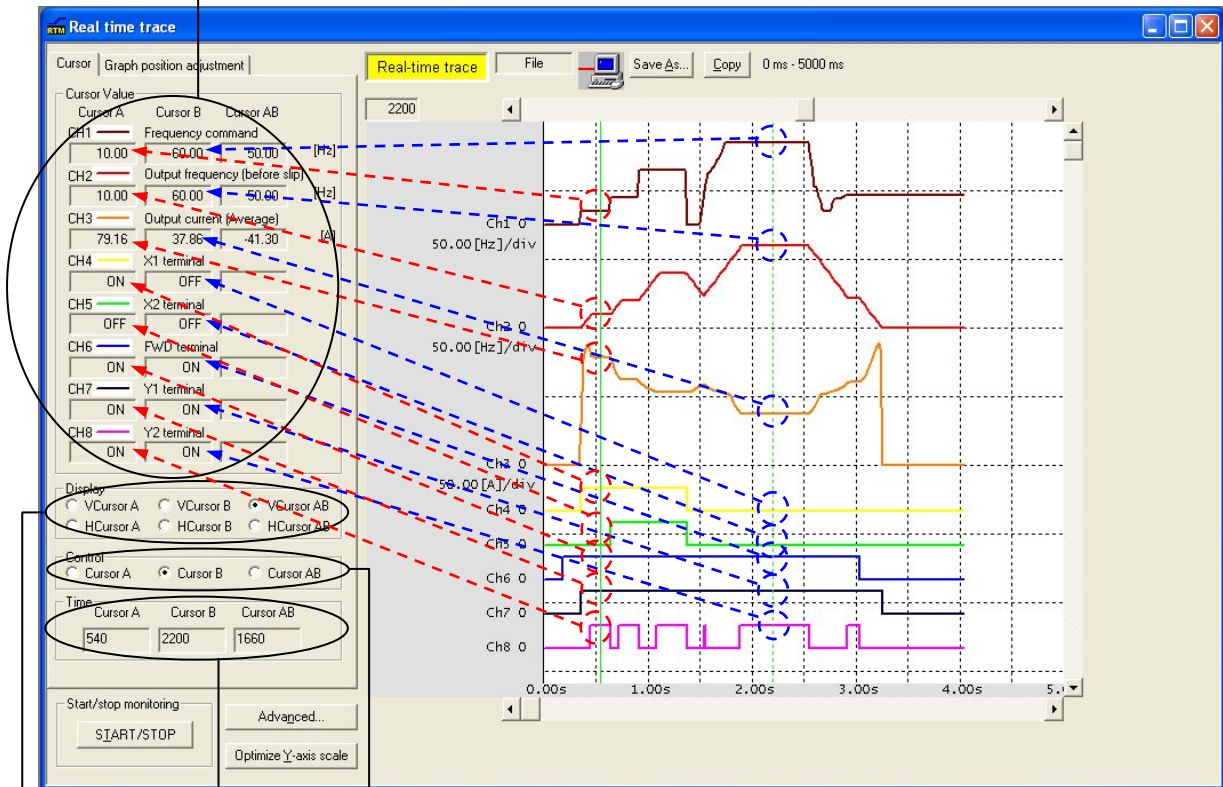 RTM Real time trace
Cursor Graph position adjustment
Real-time trace File Save As... Copy 0 ms - 5000 ms
Cursor Value
Cursor A Cursor B Cursor AB
CH1 Frequency command
10.00 60.00 50.00 [Hz]
CH2 Output frequency (before slip)
10.00 60.00 50.00 [Hz]
CH3 Output current (Average)
79.16 37.86 -41.30 [A]
CH4 X1 terminal
ON OFF
CH5 X2 terminal
OFF OFF
CH6 FWD terminal
ON ON
CH7 Y1 terminal
ON ON
CH8 Y2 terminal
ON ON
Display
VCursor A VCursor B VCursor AB
HCursor A HCursor B HCursor AB
Control
Cursor A Cursor B Cursor AB
Time
Cursor A Cursor B Cursor AB
540 2200 1660
Start/stop monitoring
START/STOP
Advanced...
Optimize Y-axis scale
2200
Ch1 0
50.00[Hz]/div
Ch2 0
50.00[Hz]/div
Ch3 0
50.00[A]/div
Ch4 0
Ch5 0
Ch6 0
Ch7 0
Ch8 0
0.00s 1.00s 2.00s 3.00s 4.00s